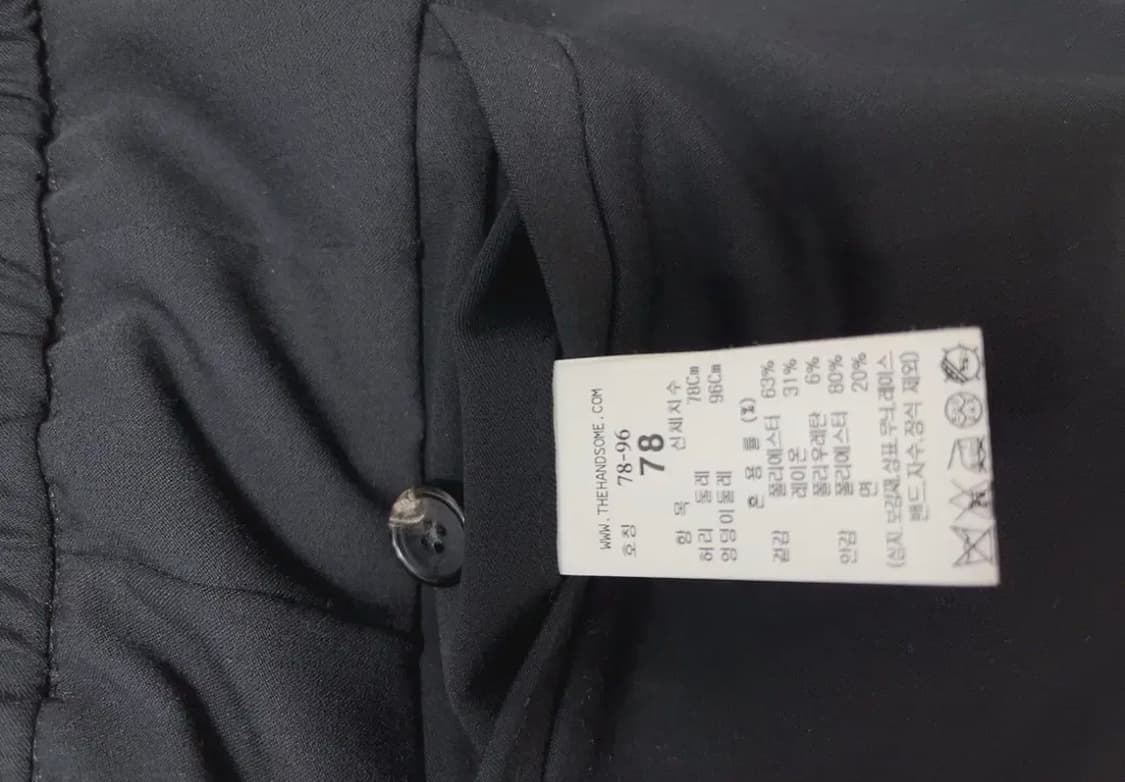 WWW.THEHANDSOME.COM
호칭 78-96
78
항 목 신체치수
허리 둘레 78Cm
엉덩이둘레 96Cm
혼 용 률 (%)
겉감 폴리에스터 63%
레이온 31%
폴리우레탄 6%
안감 폴리에스터 80%
면 20%
(심지,보강재,상표,무늬,레이스
밴드,자수,장식 제외)